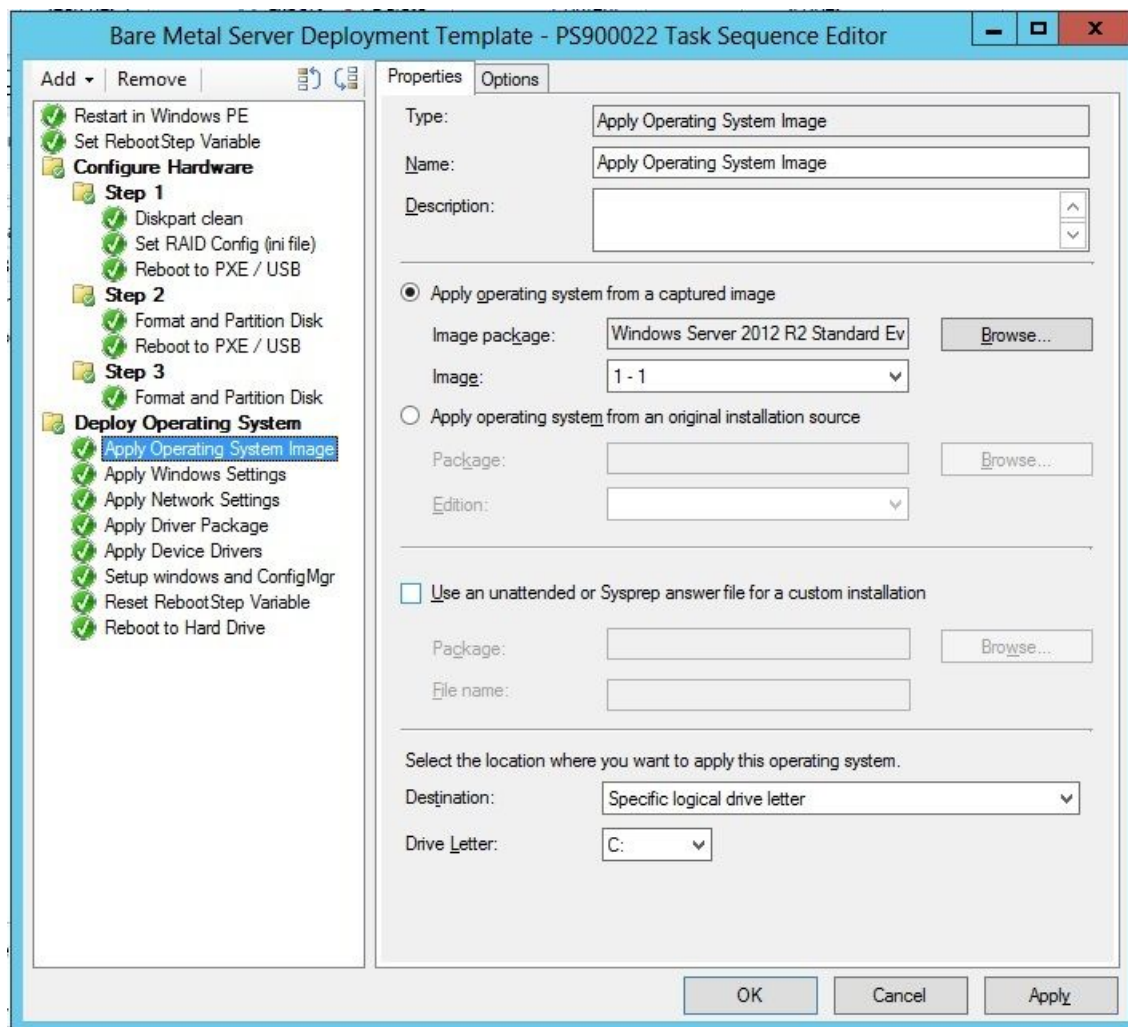 Bare Metal Server Deployment Template - PS900022 Task Sequence Editor
Add Remove
Restart in Windows PE
Set RebootStep Variable
Configure Hardware
Step 1
Diskpart clean
Set RAID Config (ini file)
Reboot to PXE / USB
Step 2
Format and Partition Disk
Reboot to PXE / USB
Step 3
Format and Partition Disk
Deploy Operating System
Apply Operating System Image
Apply Windows Settings
Apply Network Settings
Apply Driver Package
Apply Device Drivers
Setup windows and ConfigMgr
Reset RebootStep Variable
Reboot to Hard Drive
Properties Options
Type: Apply Operating System Image
Name: Apply Operating System Image
Description:
Apply operating system from a captured image
Image package: Windows Server 2012 R2 Standard Ev Browse...
Image: 1 - 1
Apply operating system from an original installation source
Package: Browse...
Edition:
Use an unattended or Sysprep answer file for a custom installation
Package: Browse...
File name:
Select the location where you want to apply this operating system.
Destination: Specific logical drive letter
Drive Letter: C:
OK Cancel Apply